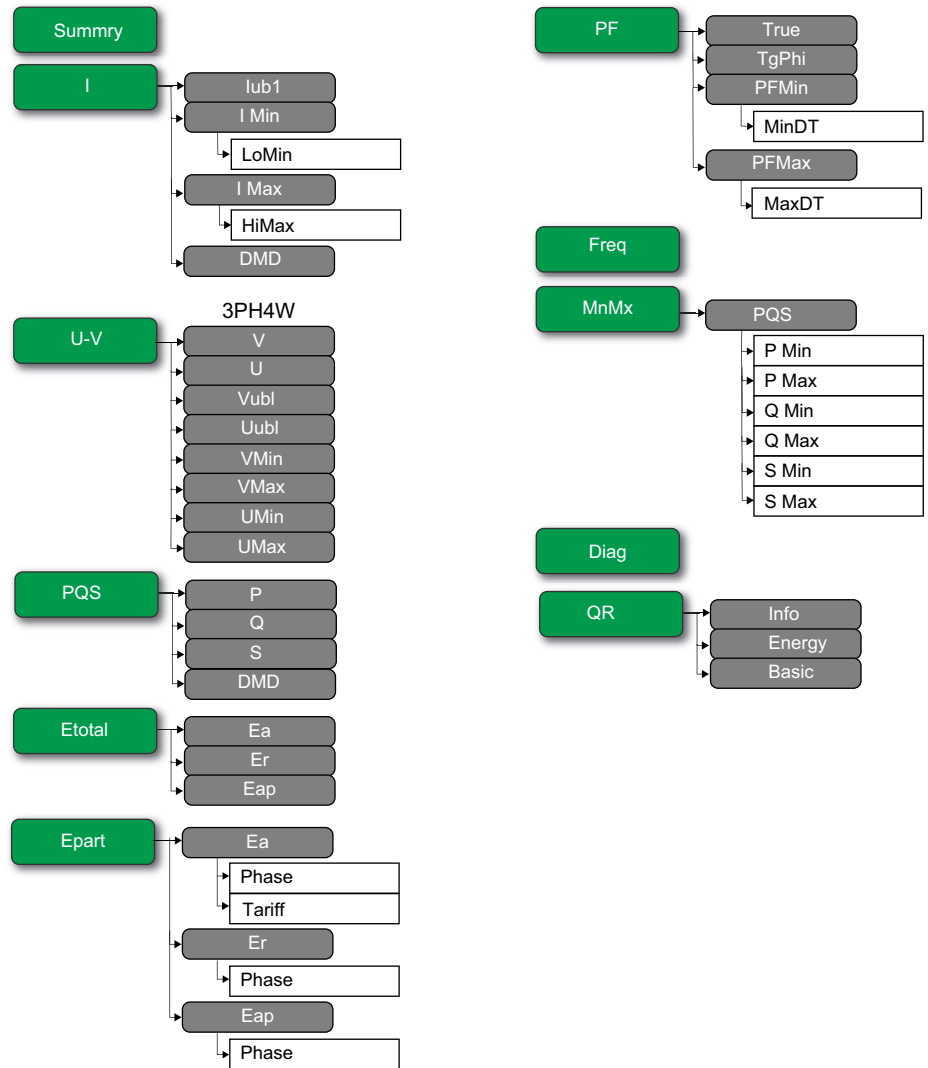 Summry
I
Iub1
I Min
LoMin
I Max
HiMax
DMD
3PH4W
U-V
V
U
Vubl
Uubl
VMin
VMax
UMin
UMax
PQS
P
Q
S
DMD
Etotal
Ea
Er
Eap
Epart
Ea
Phase
Tariff
Er
Phase
Eap
Phase
PF
True
TgPhi
PFMin
MinDT
PFMax
MaxDT
Freq
MnMx
PQS
P Min
P Max
Q Min
Q Max
S Min
S Max
Diag
QR
Info
Energy
Basic